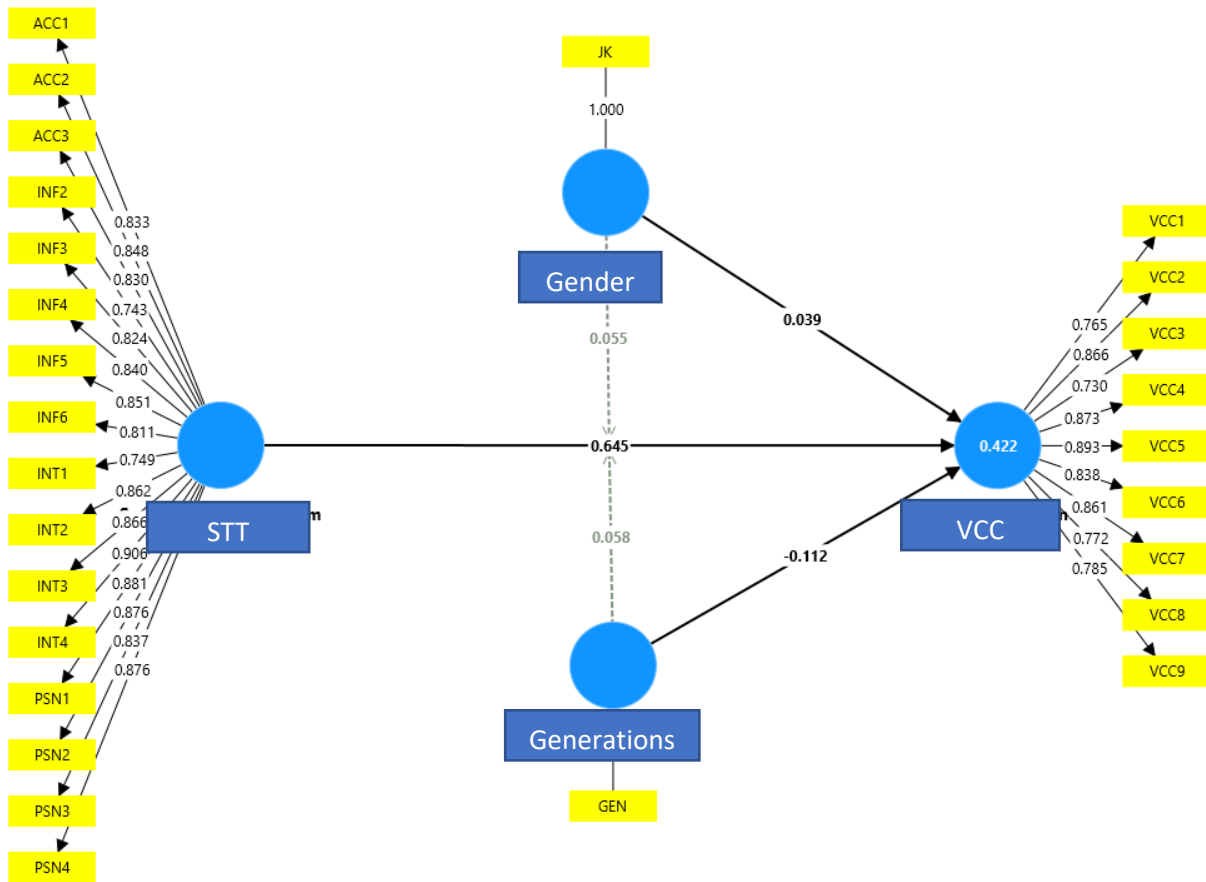 ACC1
ACC2
ACC3
INF2
INF3
INF4
INF5
INF6
INT1
INT2
INT3
INT4
PSN1
PSN2
PSN3
PSN4
0.833
0.848
0.830
0.743
0.824
0.840
0.851
0.811
0.749
0.862
0.866
0.906
0.881
0.876
0.837
0.876
STT
m
JK
1.000
Gender
0.055
0.039
0.645
0.058
-0.112
Generations
GEN
0.422
VCC
0.765
0.866
0.730
0.873
0.893
0.838
0.861
0.772
0.785
VCC1
VCC2
VCC3
VCC4
VCC5
VCC6
VCC7
VCC8
VCC9